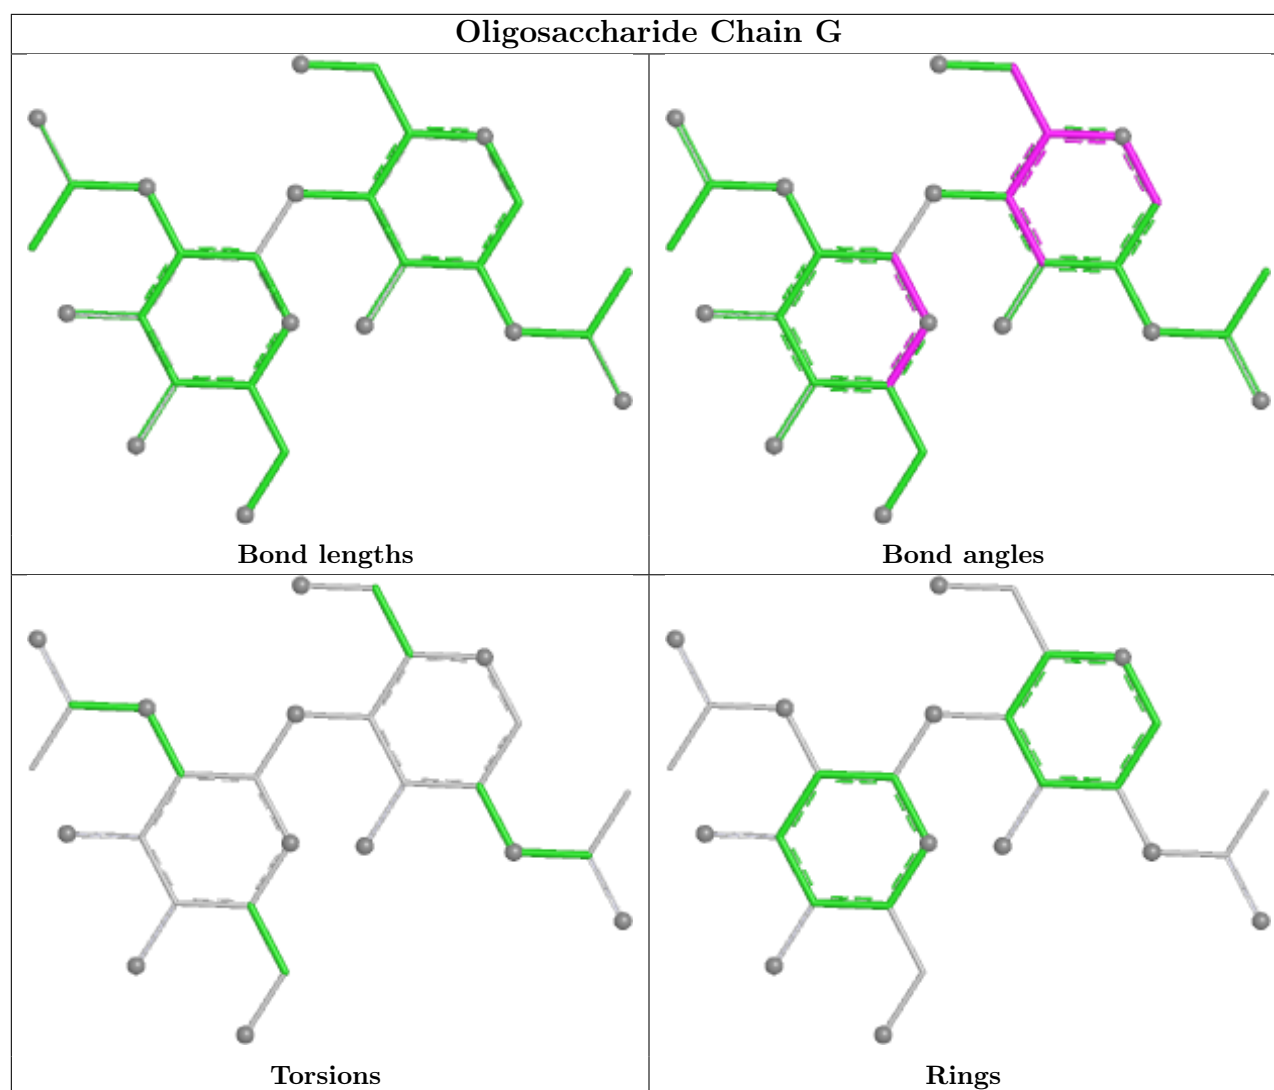 Oligosaccharide Chain G
Bond lengths
Bond angles
Torsions
Rings